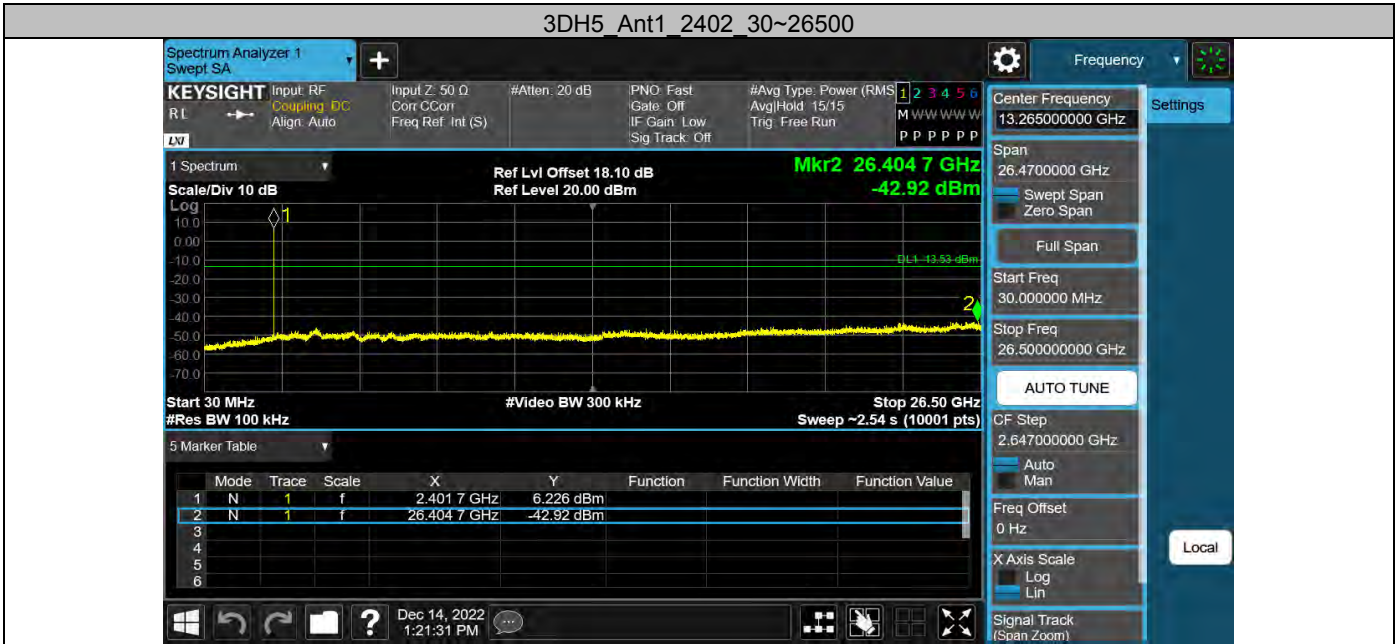 3DH5_Ant1_2402_30~26500
Spectrum Analyzer 1
Swept SA
Frequency
KEYSIGHT
RL
LXI
Input: RF
Coupling: DC
Align: Auto
Input Z: 50 Ω
Corr CCorr
Freq Ref: Int (S)
#Atten: 20 dB
PNO: Fast
Gate: Off
IF Gain: Low
Sig Track: Off
#Avg Type: Power (RMS
Avg|Hold: 15/15
Trig: Free Run
1 2 3 4 5 6
M W W W W W
P P P P P P
Settings
1 Spectrum
Scale/Div 10 dB
Log
Ref Lvl Offset 18.10 dB
Ref Level 20.00 dBm
Mkr2 26.404 7 GHz
-42.92 dBm
10.0
0.00
-10.0
-20.0
-30.0
-40.0
-50.0
-60.0
-70.0
1
DL1 -13.53 dBm
2
Start 30 MHz
#Res BW 100 kHz
#Video BW 300 kHz
Stop 26.50 GHz
Sweep ~2.54 s (10001 pts)
5 Marker Table
Mode Trace Scale X Y Function Function Width Function Value
1 N 1 f 2.401 7 GHz 6.226 dBm
2 N 1 f 26.404 7 GHz -42.92 dBm
3
4
5
6
Center Frequency
13.265000000 GHz
Span
26.4700000 GHz
Swept Span
Zero Span
Full Span
Start Freq
30.000000 MHz
Stop Freq
26.500000000 GHz
AUTO TUNE
CF Step
2.647000000 GHz
Auto
Man
Freq Offset
0 Hz
X Axis Scale
Log
Lin
Signal Track
(Span Zoom)
Local
?
Dec 14, 2022
1:21:31 PM